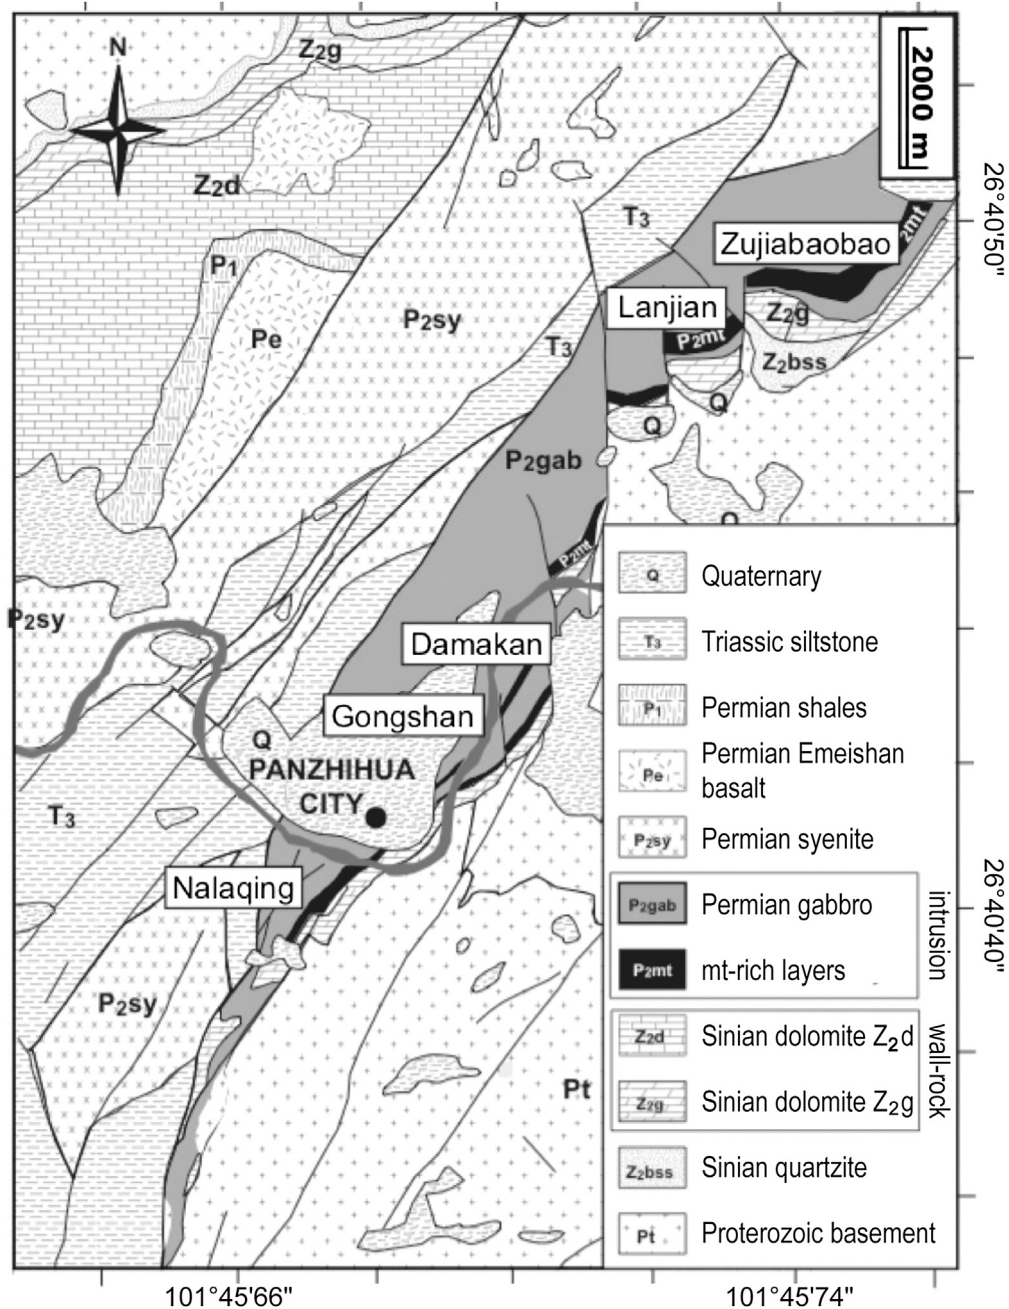 N
Z2g
2000 m
Z2d
T3
26°40'50"
Zujiabaobao
2mt
P1
Lanjian
Z2g
P2sy
Pe
P2mt
T3
Z2bss
Q
Q
P2gab
Q
P2mt
Q
Quaternary
P2sy
T3
Triassic siltstone
Damakan
P1
Permian shales
Gongshan
Q
PANZHIHUA
CITY
Pe
Permian Emeishan
basalt
T3
P2sy
Permian syenite
Nalaqing
P2gab
Permian gabbro
intrusion
26°40'40"
P2mt
mt-rich layers
P2sy
Z2d
Sinian dolomite Z2d
wall-rock
Pt
Z2g
Sinian dolomite Z2g
Z2bss
Sinian quartzite
Pt
Proterozoic basement
101°45'66"
101°45'74"